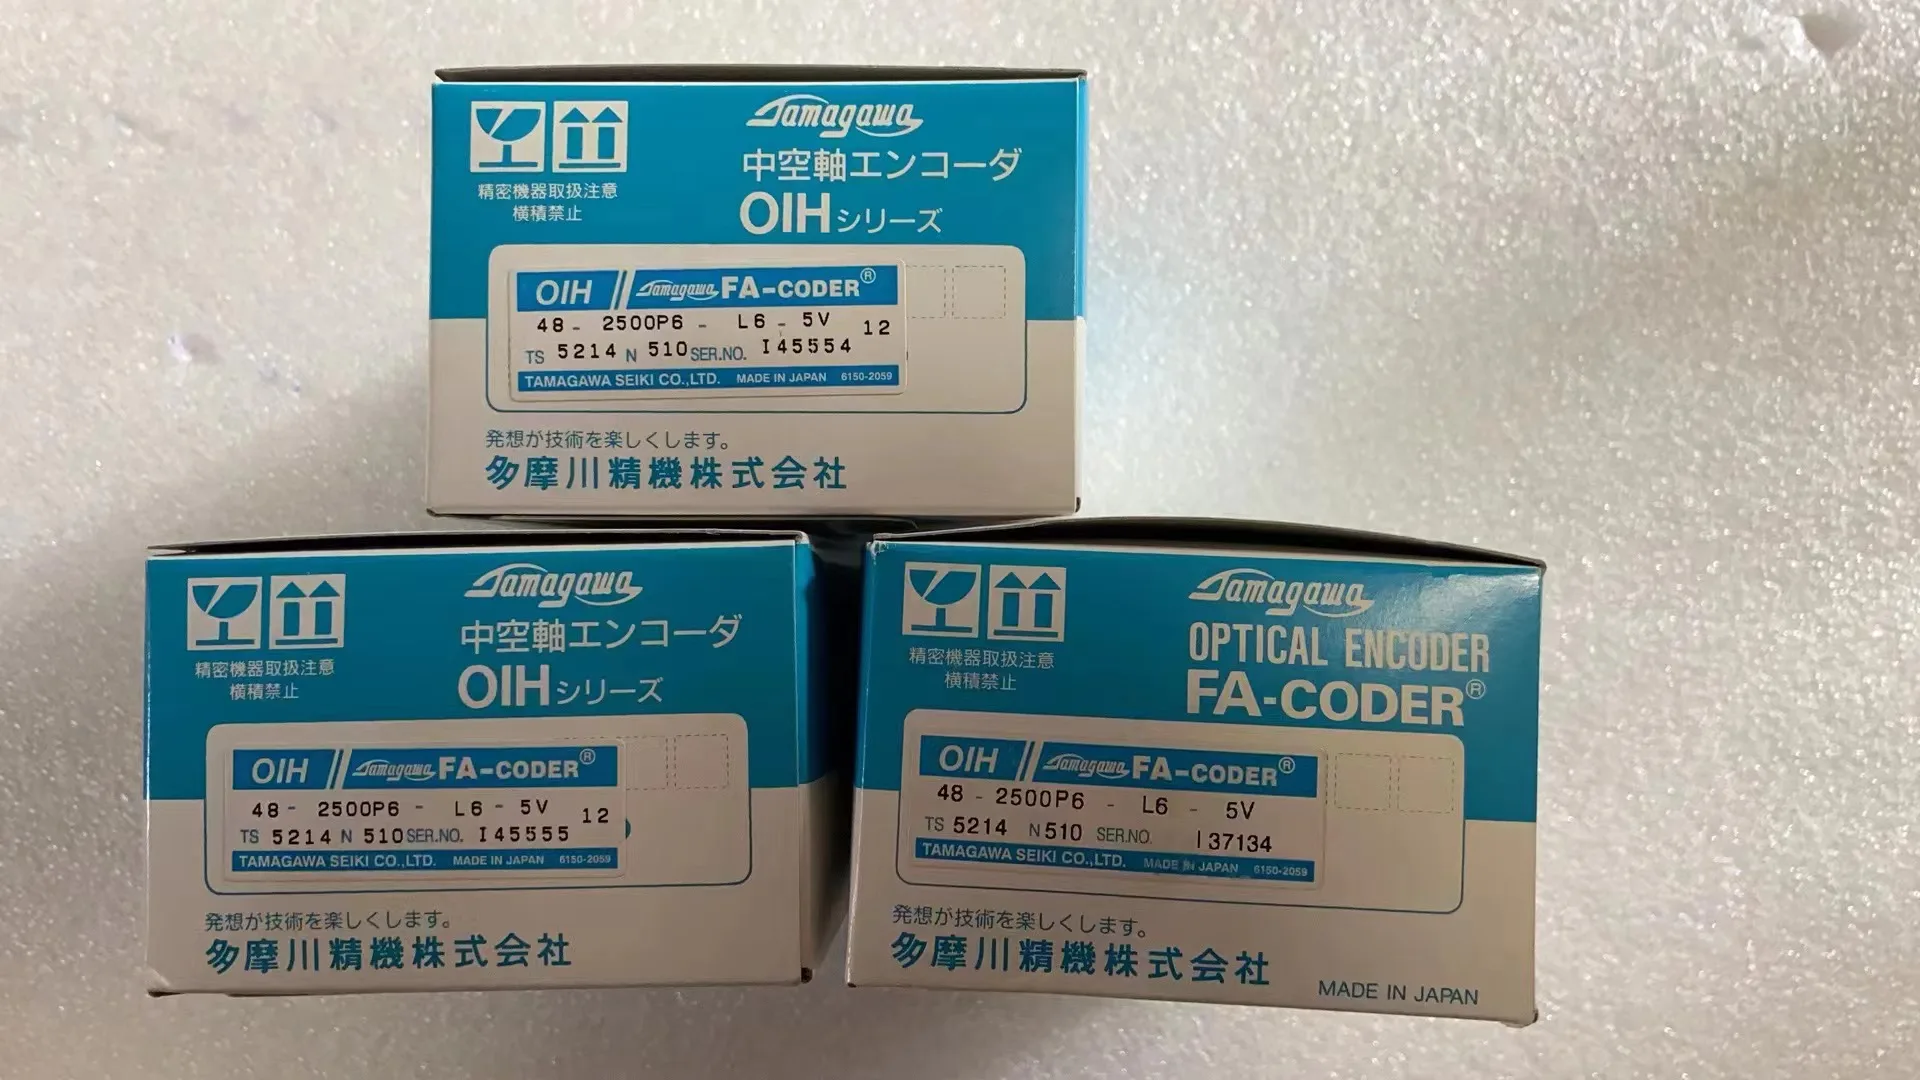 Tamagawa
中空軸エンコーダ
OIHシリーズ
精密機器取扱注意
横積禁止
OIH Tamagawa FA-CODER®
48 - 2500P6 - L6 - 5V 12
TS 5214 N 510 SER.NO. I45554
TAMAGAWA SEIKI CO.,LTD. MADE IN JAPAN 6150-2059
発想が技術を楽しくします。
多摩川精機株式会社
Tamagawa
中空軸エンコーダ
OIHシリーズ
精密機器取扱注意
横積禁止
OIH Tamagawa FA-CODER®
48 - 2500P6 - L6 - 5V 12
TS 5214 N 510 SER.NO. I45555
TAMAGAWA SEIKI CO.,LTD. MADE IN JAPAN 6150-2059
発想が技術を楽しくします。
多摩川精機株式会社
Tamagawa
OPTICAL ENCODER
FA-CODER®
精密機器取扱注意
横積禁止
OIH Tamagawa FA-CODER®
48 - 2500P6 - L6 - 5V
TS 5214 N510 SER.NO. I37134
TAMAGAWA SEIKI CO.,LTD. MADE IN JAPAN 6150-2059
発想が技術を楽しくします。
多摩川精機株式会社
MADE IN JAPAN